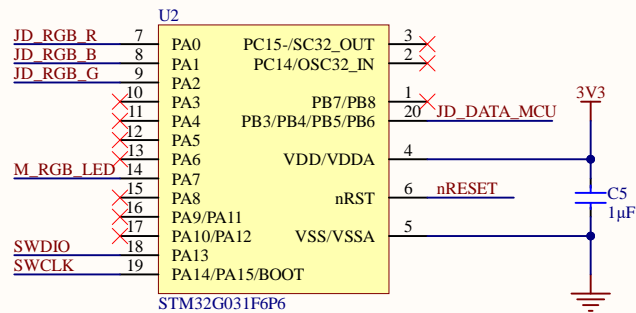 U2
JD_RGB_R 7 PA0 PC15-/SC32_OUT 3
JD_RGB_B 8 PA1 PC14/OSC32_IN 2
JD_RGB_G 9 PA2
10 PA3 PB7/PB8 1
11 PA4 PB3/PB4/PB5/PB6 20 JD_DATA_MCU 3V3
12 PA5
13 PA6 VDD/VDDA 4
M_RGB_LED 14 PA7
15 PA8 nRST 6 nRESET C5
16 PA9/PA11 1µF
17 PA10/PA12 VSS/VSSA 5
SWDIO 18 PA13
SWCLK 19 PA14/PA15/BOOT
STM32G031F6P6